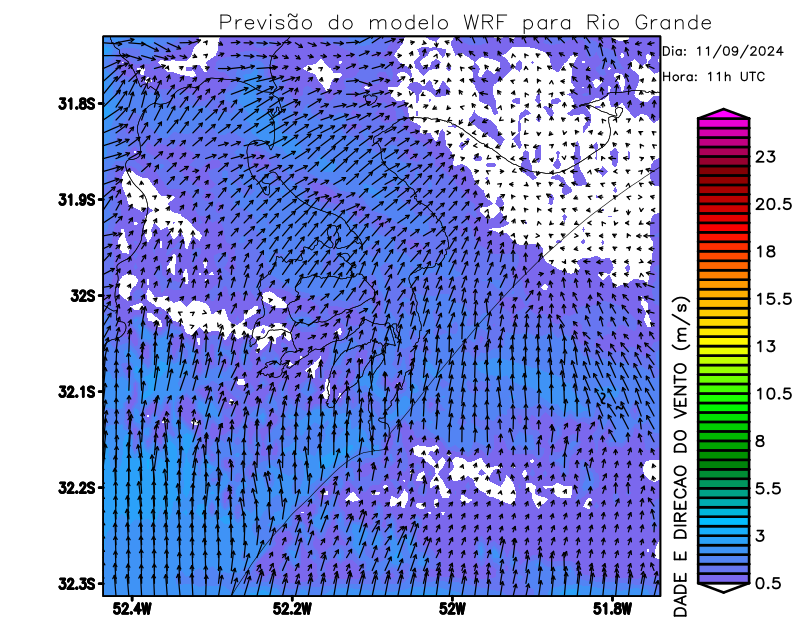 Previsão do modelo WRF para Rio Grande
Dia: 11/09/2024
Hora: 11h UTC
31.8S
31.9S
32S
32.1S
32.2S
32.3S
52.4W
52.2W
52W
51.8W
DADE E DIRECAO DO VENTO (m/s)
23
20.5
18
15.5
13
10.5
8
5.5
3
0.5